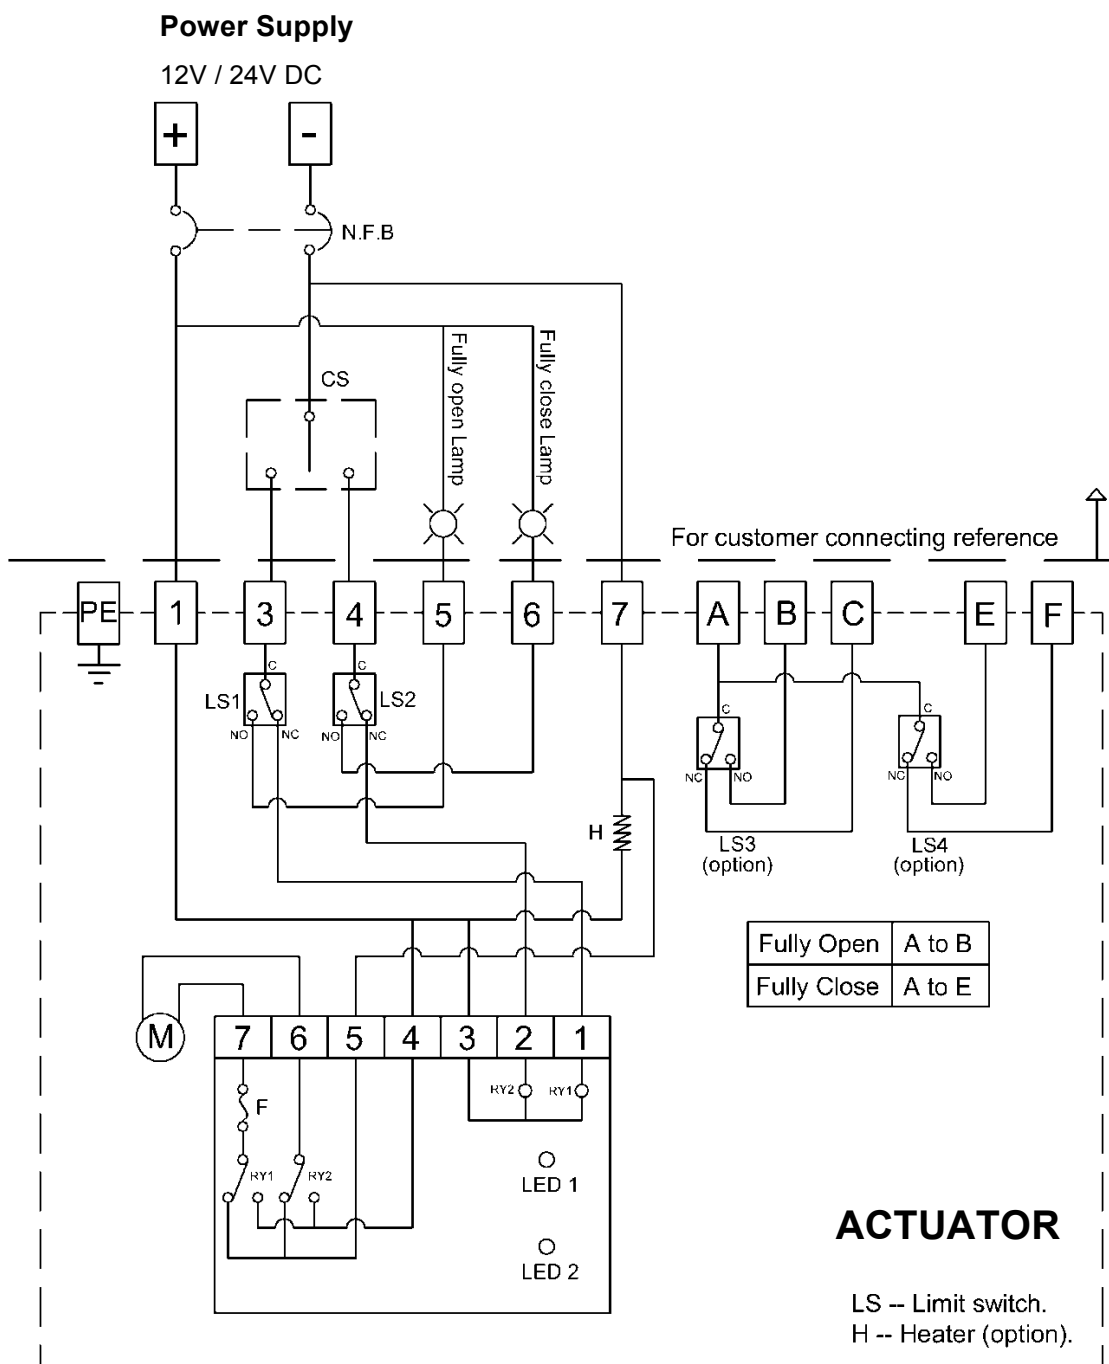 Power Supply
12V / 24V DC
+ -
N.F.B
CS
Fully open Lamp
Fully close Lamp
For customer connecting reference
PE 1 3 4 5 6 7 A B C E F
C C
LS1 LS2
NO NC NO NC
C C
NC NO NC NO
H
LS3 LS4
(option) (option)
Fully Open A to B
Fully Close A to E
M
7 6 5 4 3 2 1
RY2 RY1
F
RY1 RY2
LED 1
LED 2
ACTUATOR
LS -- Limit switch.
H -- Heater (option).